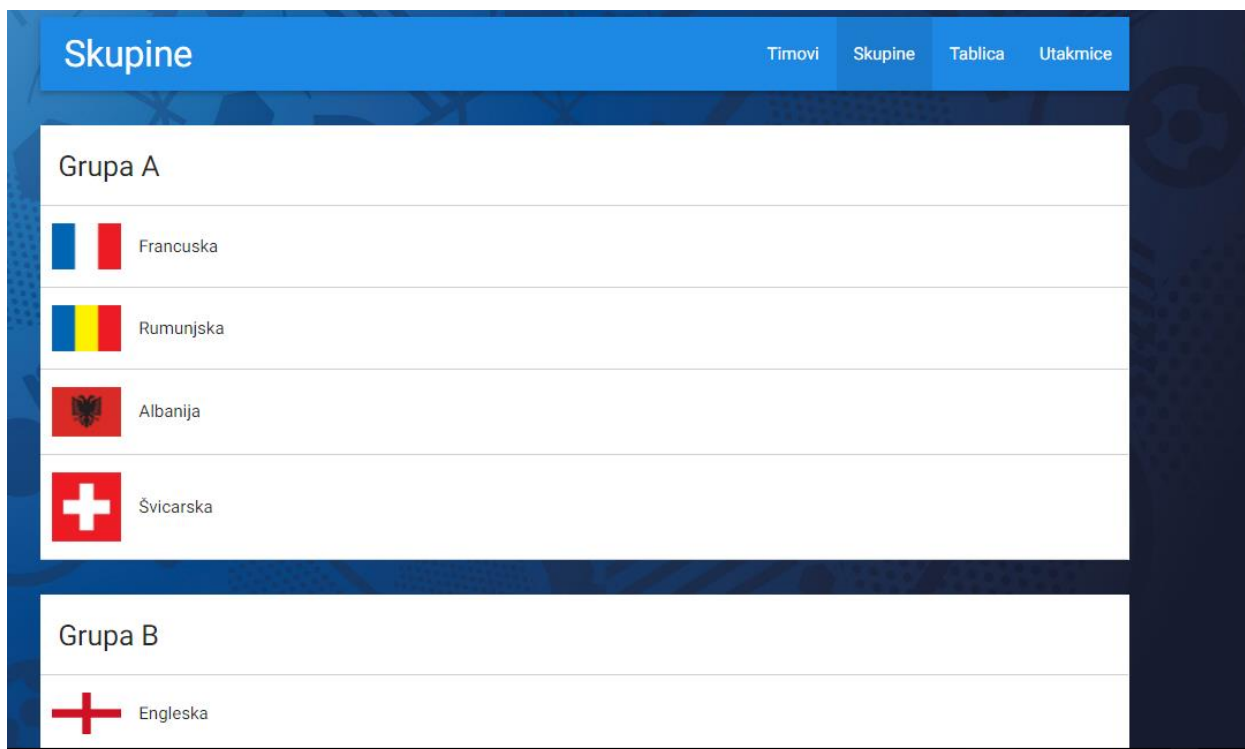 Skupine
Timovi Skupine Tablica Utakmice
Grupa A
Francuska
Rumunjska
Albanija
Švicarska
Grupa B
Engleska